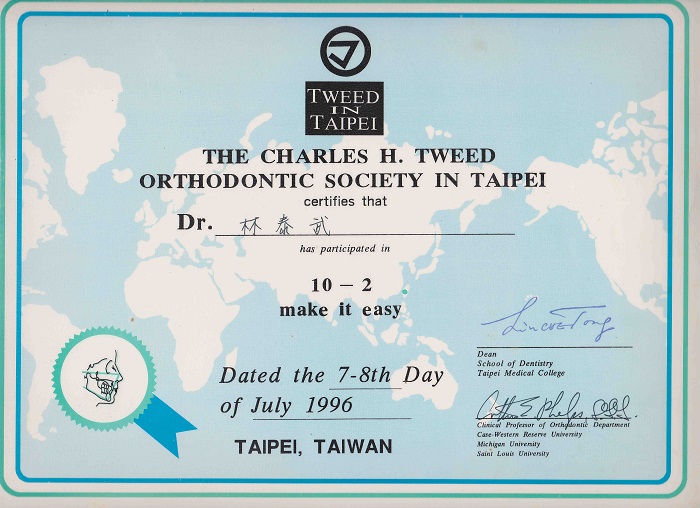 TWEED
IN
TAIPEI
THE CHARLES H. TWEED
ORTHODONTIC SOCIETY IN TAIPEI
certifies that
Dr. 林泰武
has participated in
10 – 2
make it easy
Dated the 7-8th Day
of July 1996
TAIPEI, TAIWAN
Dean
School of Dentistry
Taipei Medical College
Clinical Professor of Orthodontic Department
Case-Western Reserve University
Michigan University
Saint Louis University